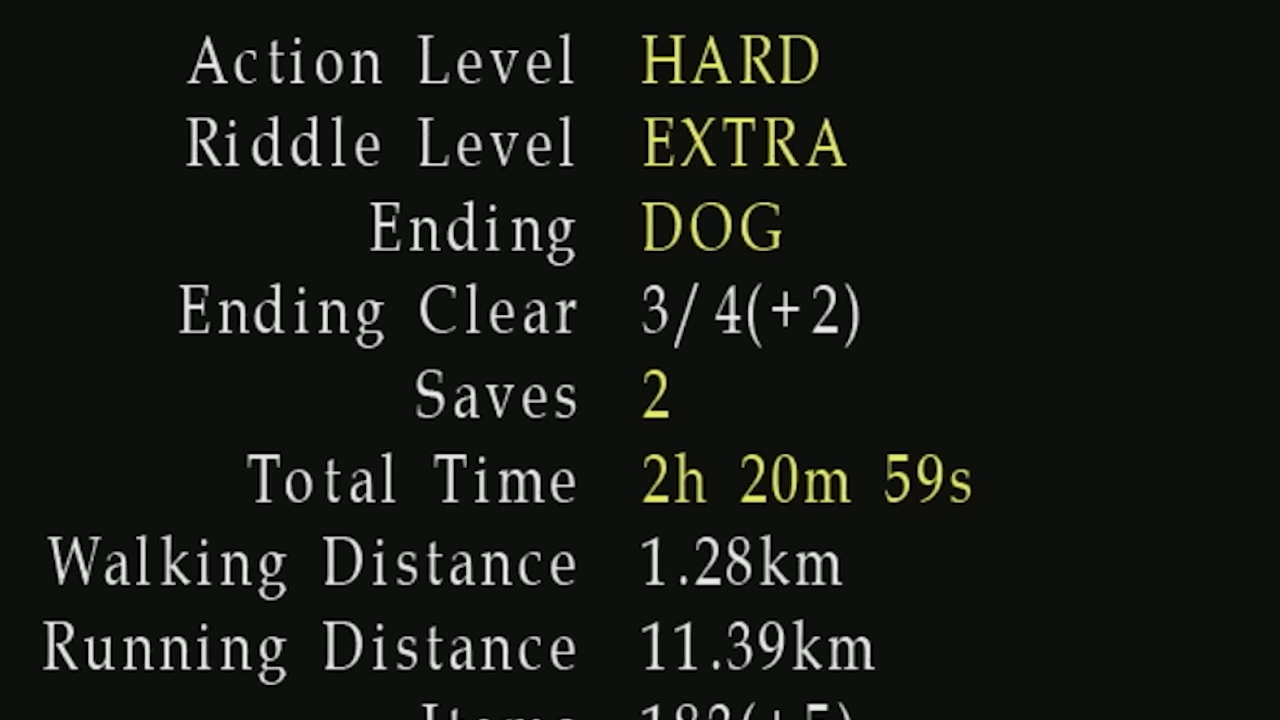 Action Level HARD
Riddle Level EXTRA
Ending DOG
Ending Clear 3/4(+2)
Saves 2
Total Time 2h 20m 59s
Walking Distance 1.28km
Running Distance 11.39km
Items